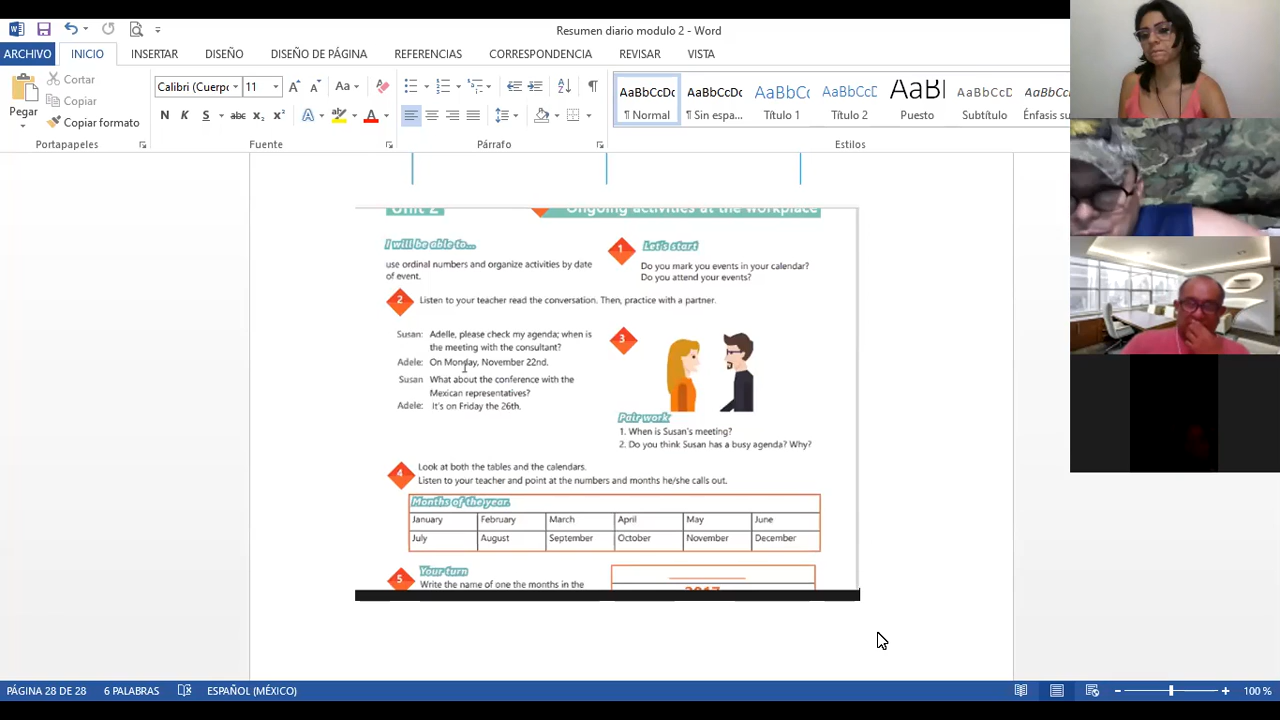 Resumen diario modulo 2 - Word
ARCHIVO INICIO INSERTAR DISEÑO DISEÑO DE PÁGINA REFERENCIAS CORRESPONDENCIA REVISAR VISTA
Pegar
Cortar
Copiar
Copiar formato
Portapapeles
Calibri (Cuerpo 11
N K S abc x₂ x² A A
Fuente
Párrafo
AaBbCcDc AaBbCcDc AaBbCc AaBbCcD AaBl AaBbCcD AaBbCcDc
¶ Normal ¶ Sin espa... Título 1 Título 2 Puesto Subtítulo Énfasis su
Estilos
Unit 2 Ongoing activities at the workplace
I will be able to...
use ordinal numbers and organize activities by date
of event.
1 Let's start
Do you mark you events in your calendar?
Do you attend your events?
2 Listen to your teacher read the conversation. Then, practice with a partner.
Susan: Adelle, please check my agenda; when is
the meeting with the consultant?
Adele: On Monday, November 22nd.
Susan What about the conference with the
Mexican representatives?
Adele: It's on Friday the 26th.
3
Pair work
1. When is Susan's meeting?
2. Do you think Susan has a busy agenda? Why?
4 Look at both the tables and the calendars.
Listen to your teacher and point at the numbers and months he/she calls out.
Months of the year.
January February March April May June
July August September October November December
5 Your turn
Write the name of one the months in the
2017
PÁGINA 28 DE 28 6 PALABRAS ESPAÑOL (MÉXICO) 100 %